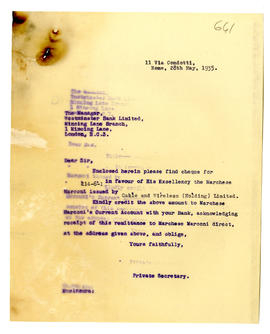 661
11 Via Condotti,
Rome, 28th May, 1935.
The Manager,
Westminster Bank Limited,
Mincing Lane Branch,
1 Mincing Lane,
London, E.C.3.
Dear Sir,
Enclosed herein please find cheque for
in favour of His Excellency the Marchese
Marconi issued by Cable and Wireless (Holding) Limited.
Kindly credit the above amount to Marchese
Marconi's Current Account with your Bank, acknowledging
receipt of this remittance to Marchese Marconi direct,
at the address given above, and oblige,
Yours faithfully,
Private Secretary.
Enclosure: